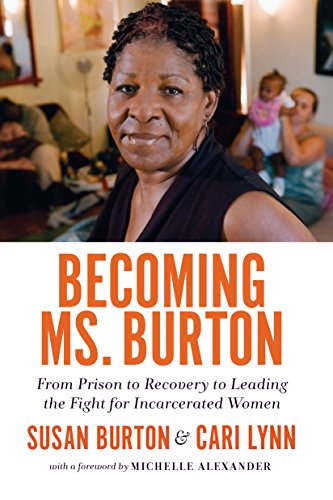 BECOMING
MS. BURTON
From Prison to Recovery to Leading
the Fight for Incarcerated Women
SUSAN BURTON & CARI LYNN
with a foreword by MICHELLE ALEXANDER